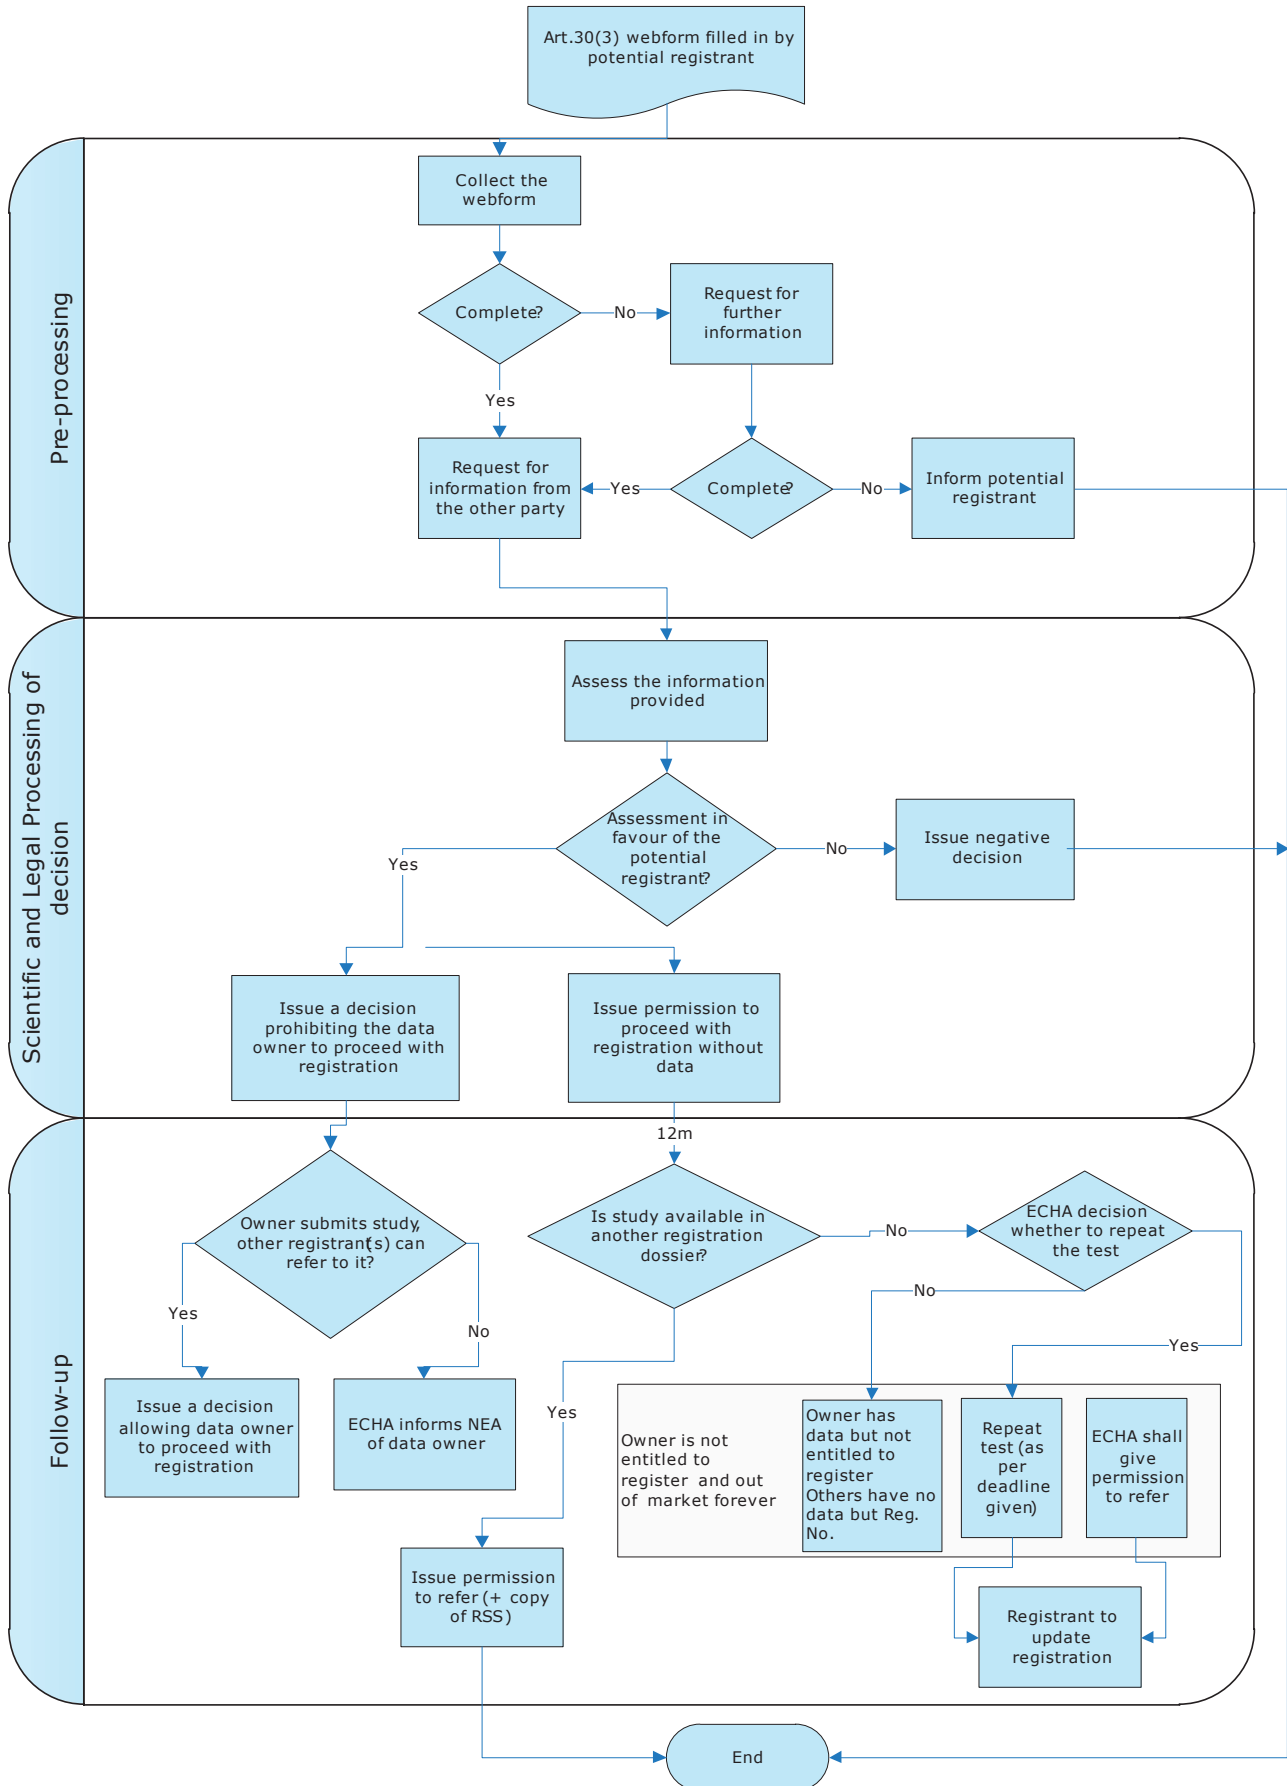 Art.30(3) webform filled in by
potential registrant
Pre-processing
Collect the
webform
Complete?
No
Request for
further
information
Yes
Request for
information from
the other party
Yes
Complete?
No
Inform potential
registrant
Scientific and Legal Processing of
decision
Assess the information
provided
Assessment in
favour of the
potential
registrant?
No
Issue negative
decision
Yes
Issue a decision
prohibiting the data
owner to proceed with
registration
Issue permission to
proceed with
registration without
data
Follow-up
12m
Owner submits study,
other registrant(s) can
refer to it?
Is study available in
another registration
dossier?
No
ECHA decision
whether to repeat
the test
No
Yes
Yes
No
Issue a decision
allowing data owner
to proceed with
registration
ECHA informs NEA
of data owner
Yes
Owner is not
entitled to
register and out
of market forever
Owner has
data but not
entitled to
register
Others have no
data but Reg.
No.
Repeat
test (as
per
deadline
given)
ECHA shall
give
permission
to refer
Issue permission
to refer (+ copy
of RSS)
Registrant to
update
registration
End